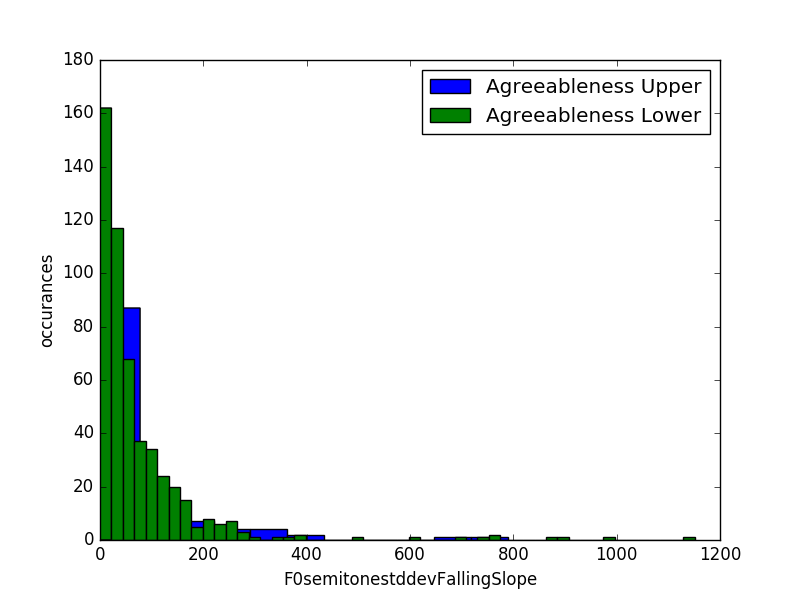 180
160
140
120
100
80
60
40
20
0
occurances
Agreeableness Upper
Agreeableness Lower
0 200 400 600 800 1000 1200
F0semitonestddevFallingSlope